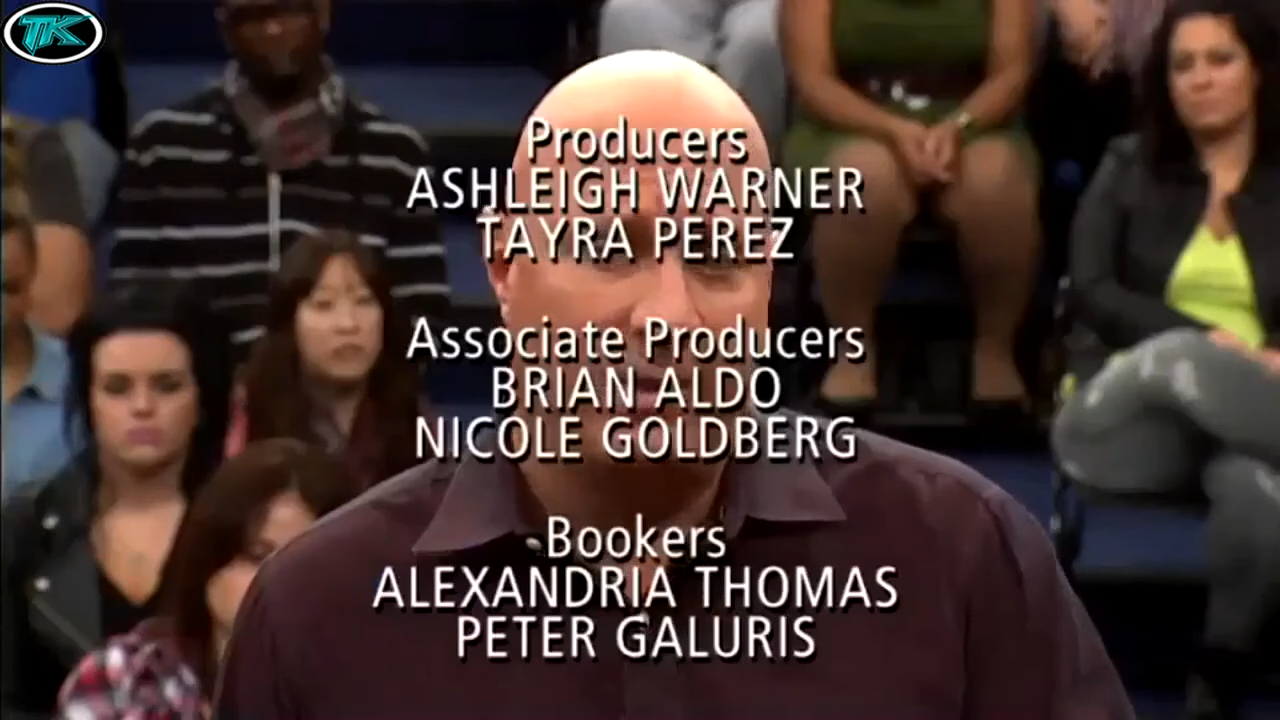 TK
Producers
ASHLEIGH WARNER
TAYRA PEREZ
Associate Producers
BRIAN ALDO
NICOLE GOLDBERG
Bookers
ALEXANDRIA THOMAS
PETER GALURIS